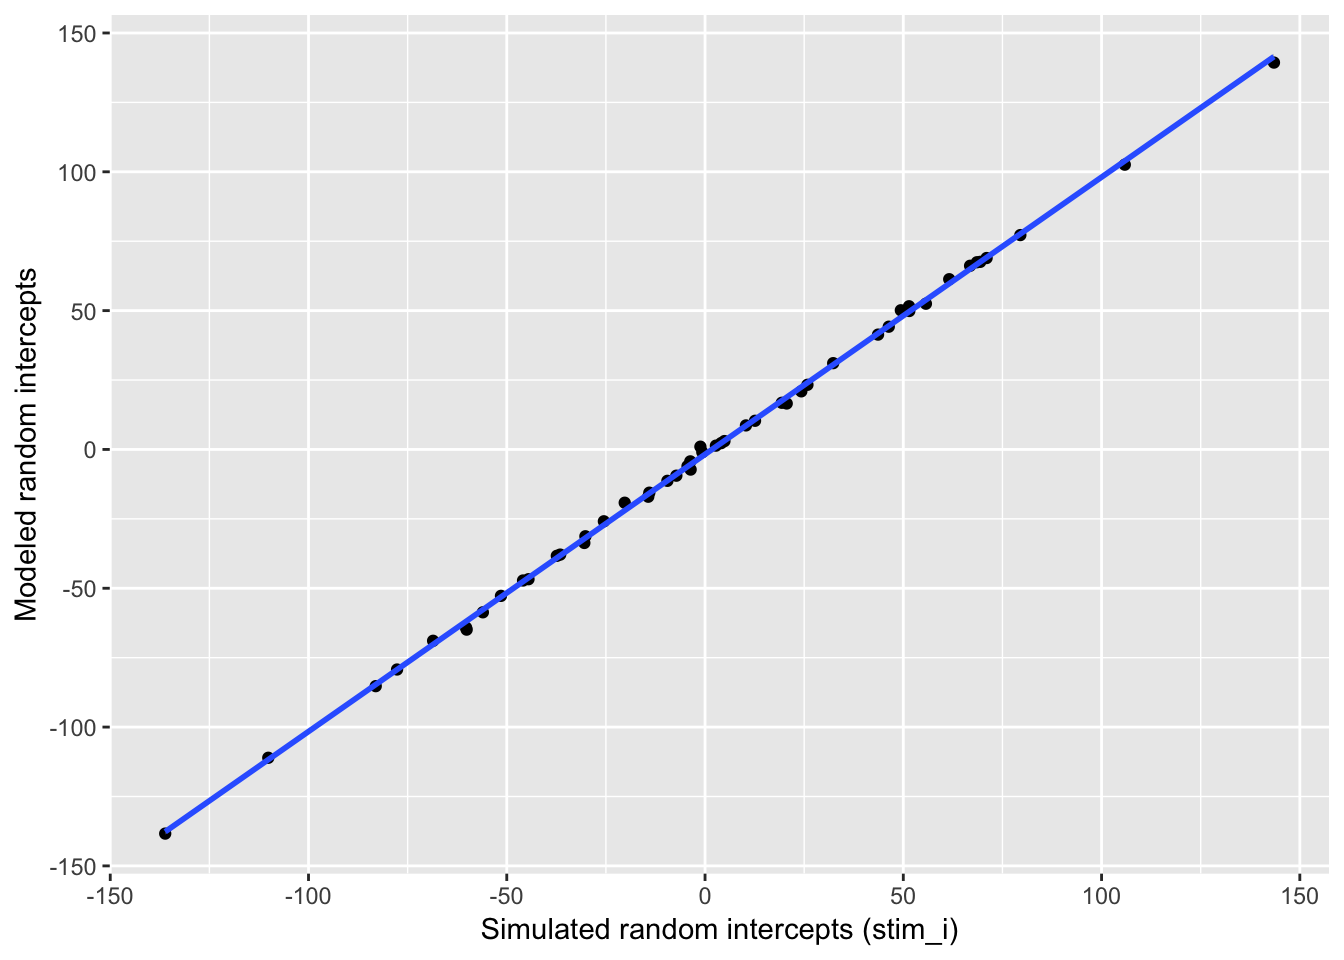 150
100
50
0
-50
-100
-150
Modeled random intercepts
-150 -100 -50 0 50 100 150
Simulated random intercepts (stim_i)